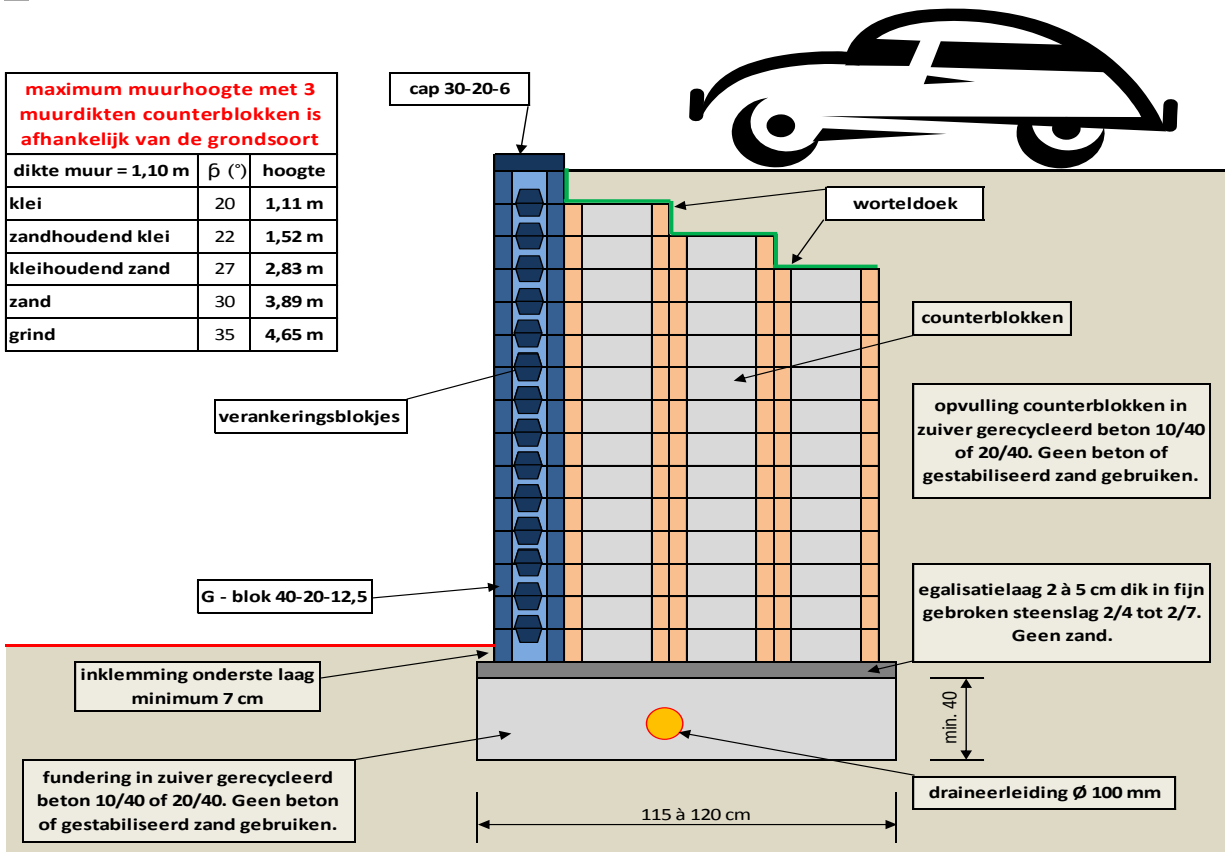 maximum muurhoogte met 3
muurdikten counterblokken is
afhankelijk van de grondsoort
dikte muur = 1,10 m β (°) hoogte
klei 20 1,11 m
zandhoudend klei 22 1,52 m
kleihoudend zand 27 2,83 m
zand 30 3,89 m
grind 35 4,65 m
cap 30-20-6
worteldoek
counterblokken
verankeringsblokjes
opvulling counterblokken in
zuiver gerecycleerd beton 10/40
of 20/40. Geen beton of
gestabiliseerd zand gebruiken.
G - blok 40-20-12,5
egalisatielaag 2 à 5 cm dik in fijn
gebroken steenslag 2/4 tot 2/7.
Geen zand.
inklemming onderste laag
minimum 7 cm
min. 40
fundering in zuiver gerecycleerd
beton 10/40 of 20/40. Geen beton
of gestabiliseerd zand gebruiken.
draineerleiding Ø 100 mm
115 à 120 cm